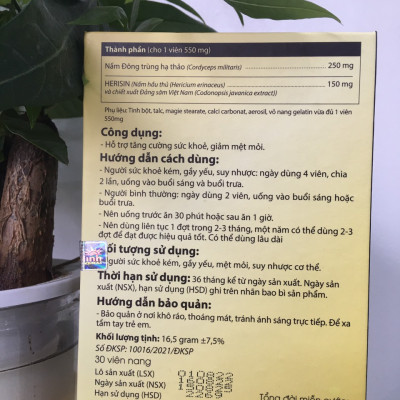 Thành phần (cho 1 viên 550 mg)
Nấm Đông trùng hạ thảo (Cordyceps militaris) 250 mg
HERISIN (Nấm hầu thủ (Hericium erinaceus) 150 mg
và chiết xuất Đảng sâm Việt Nam (Codonopsis javanica extract))
Phụ liệu: Tinh bột, talc, magie stearate, calci carbonat, aerosil, vỏ nang gelatin vừa đủ 1 viên
550mg
Công dụng:
- Hỗ trợ tăng cường sức khoẻ, giảm mệt mỏi.
Hướng dẫn cách dùng:
- Người sức khoẻ kém, gầy yếu, suy nhược: ngày dùng 4 viên, chia
2 lần, uống vào buổi sáng và buổi trưa.
- Người bình thường: ngày dùng 2 viên, uống vào buổi sáng hoặc
buổi trưa.
- Nên uống trước ăn 30 phút hoặc sau ăn 1 giờ.
- Nên dùng liên tục 1 đợt trong 2-3 tháng, một năm có thể dùng 2-3
đợt để đạt được hiệu quả tốt. Có thể dùng lâu dài
ối tượng sử dụng:
gười sức khoẻ kém, gầy yếu, mệt mỏi, suy nhược cơ thể.
Thời hạn sử dụng: 36 tháng kể từ ngày sản xuất. Ngày sản
xuất (NSX), hạn sử dụng (HSD) ghi trên nhãn bao bì sản phẩm.
Hướng dẫn bảo quản:
- Bảo quản ở nơi khô ráo, thoáng mát, tránh ánh sáng trực tiếp. Để xa
tầm tay trẻ em.
Khối lượng tịnh: 16,5 gram ±7,5%
Số ĐKSP: 10016/2021/ĐKSP
30 viên nang
Lô sản xuất (LSX)
Ngày sản xuất (NSX)
Hạn sử dụng (HSD)
Tổng đài miễn cước